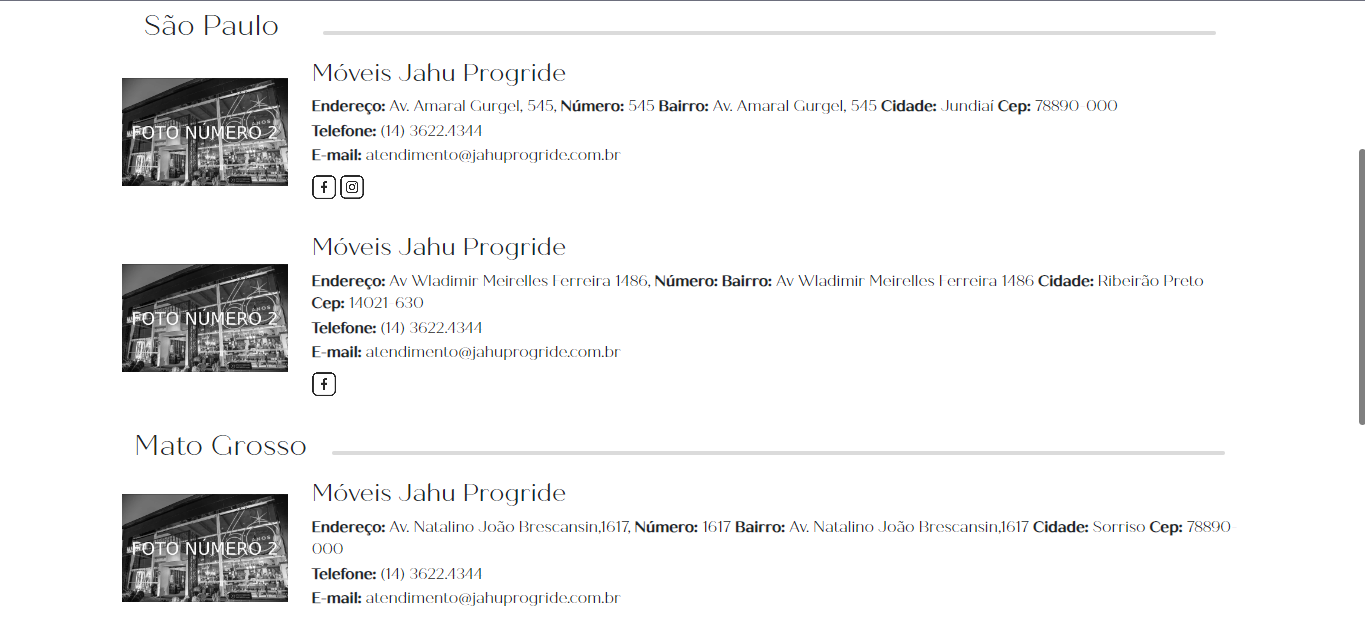 São Paulo
FOTO NÚMERO 2
Móveis Jahu Progride
Endereço: Av. Amaral Gurgel, 545, Número: 545 Bairro: Av. Amaral Gurgel, 545 Cidade: Jundiaí Cep: 78890-000
Telefone: (14) 3622.4344
E-mail: atendimento@jahuprogride.com.br
FOTO NÚMERO 2
Móveis Jahu Progride
Endereço: Av Wladimir Meirelles Ferreira 1486, Número: Bairro: Av Wladimir Meirelles Ferreira 1486 Cidade: Ribeirão Preto
Cep: 14021-630
Telefone: (14) 3622.4344
E-mail: atendimento@jahuprogride.com.br
Mato Grosso
FOTO NÚMERO 2
Móveis Jahu Progride
Endereço: Av. Natalino João Brescansin,1617, Número: 1617 Bairro: Av. Natalino João Brescansin,1617 Cidade: Sorriso Cep: 78890-
000
Telefone: (14) 3622.4344
E-mail: atendimento@jahuprogride.com.br